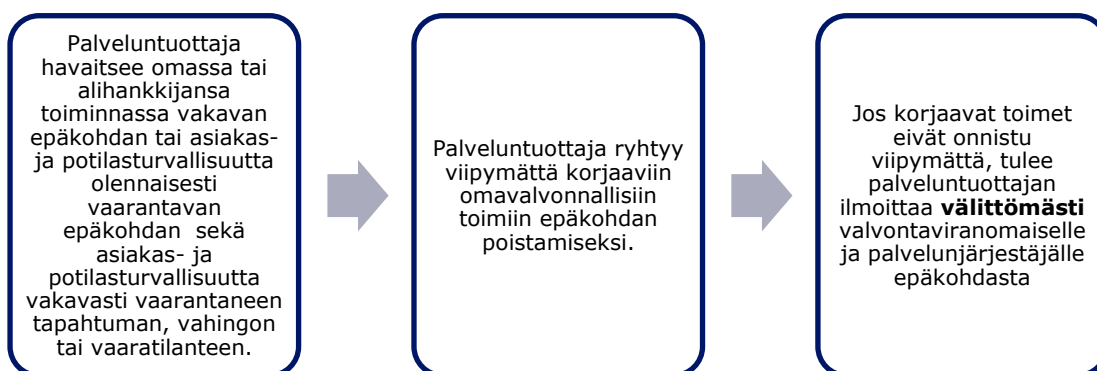 Palveluntuottaja
havaitsee omassa tai
alihankkijansa
toiminnassa vakavan
epäkohdan tai asiakas-
ja potilasturvallisuutta
olennaisesti
vaarantavan
epäkohdan sekä
asiakas- ja
potilasturvallisuutta
vakavasti vaarantaneen
tapahtuman, vahingon
tai vaaratilanteen.
Palveluntuottaja ryhtyy
viipymättä korjaaviin
omavalvonnallisiin
toimiin epäkohdan
poistamiseksi.
Jos korjaavat toimet
eivät onnistu
viipymättä, tulee
palveluntuottajan
ilmoittaa välittömästi
valvontaviranomaiselle
ja palvelunjärjestäjälle
epäkohdasta